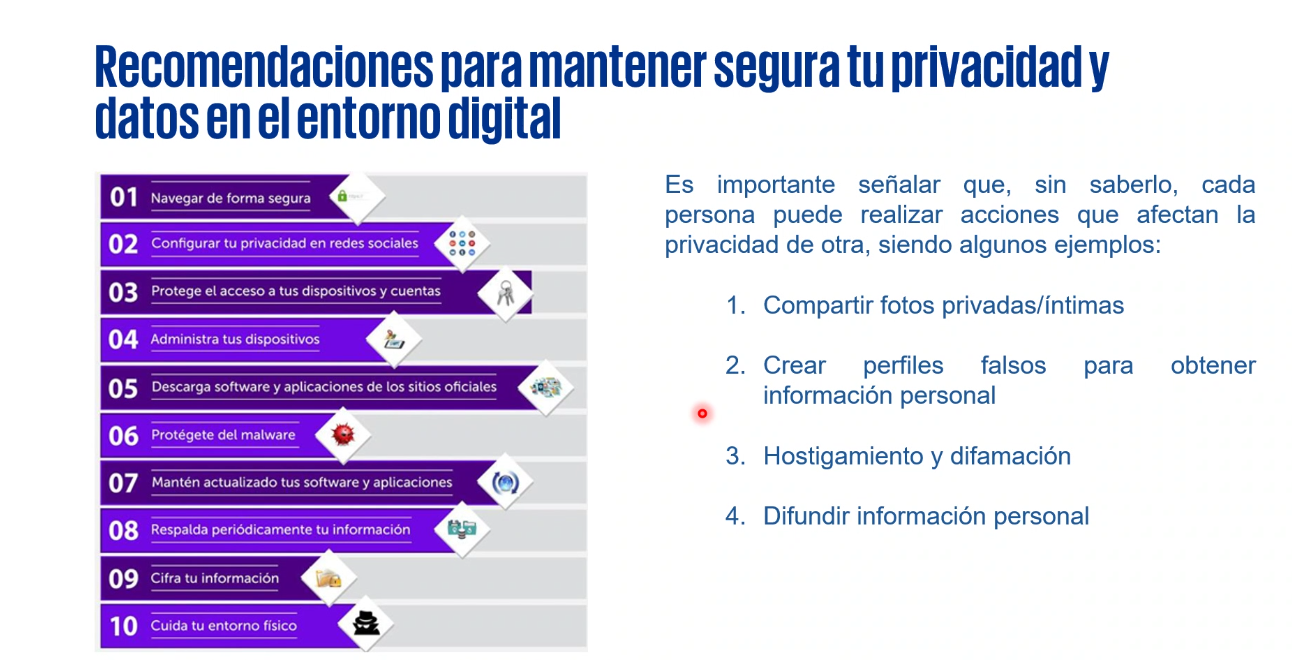 Recomendaciones para mantener segura tu privacidad y
datos en el entorno digital
01 Navegar de forma segura
02 Configurar tu privacidad en redes sociales
03 Protege el acceso a tus dispositivos y cuentas
04 Administra tus dispositivos
05 Descarga software y aplicaciones de los sitios oficiales
06 Protégete del malware
07 Mantén actualizado tus software y aplicaciones
08 Respalda periódicamente tu información
09 Cifra tu información
10 Cuida tu entorno físico
Es importante señalar que, sin saberlo, cada
persona puede realizar acciones que afectan la
privacidad de otra, siendo algunos ejemplos:
1. Compartir fotos privadas/íntimas
2. Crear perfiles falsos para obtener
información personal
3. Hostigamiento y difamación
4. Difundir información personal